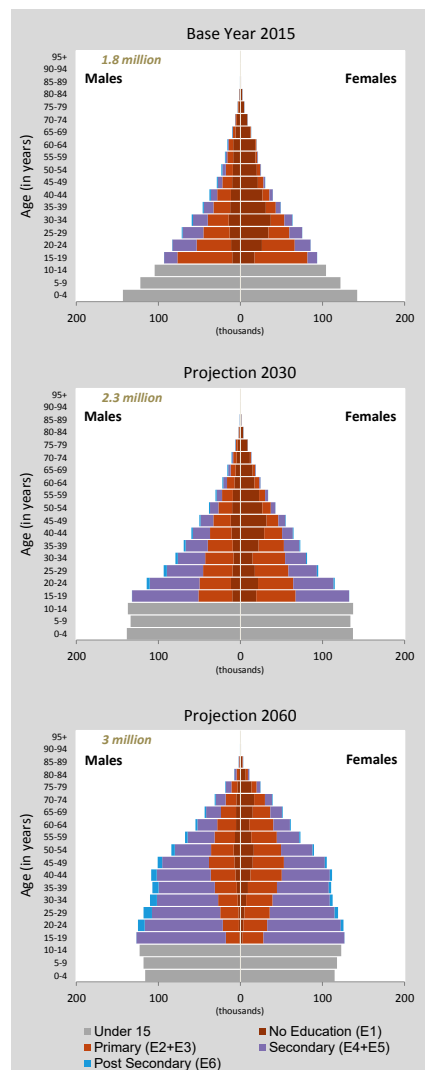 Base Year 2015
1.8 million
Males
Females
Age (in years)
95+
90-94
85-89
80-84
75-79
70-74
65-69
60-64
55-59
50-54
45-49
40-44
35-39
30-34
25-29
20-24
15-19
10-14
5-9
0-4
200 100 0 100 200
(thousands)
Projection 2030
2.3 million
Males
Females
Age (in years)
95+
90-94
85-89
80-84
75-79
70-74
65-69
60-64
55-59
50-54
45-49
40-44
35-39
30-34
25-29
20-24
15-19
10-14
5-9
0-4
200 100 0 100 200
(thousands)
Projection 2060
3 million
Males
Females
Age (in years)
95+
90-94
85-89
80-84
75-79
70-74
65-69
60-64
55-59
50-54
45-49
40-44
35-39
30-34
25-29
20-24
15-19
10-14
5-9
0-4
200 100 0 100 200
(thousands)
Under 15 No Education (E1)
Primary (E2+E3) Secondary (E4+E5)
Post Secondary (E6)